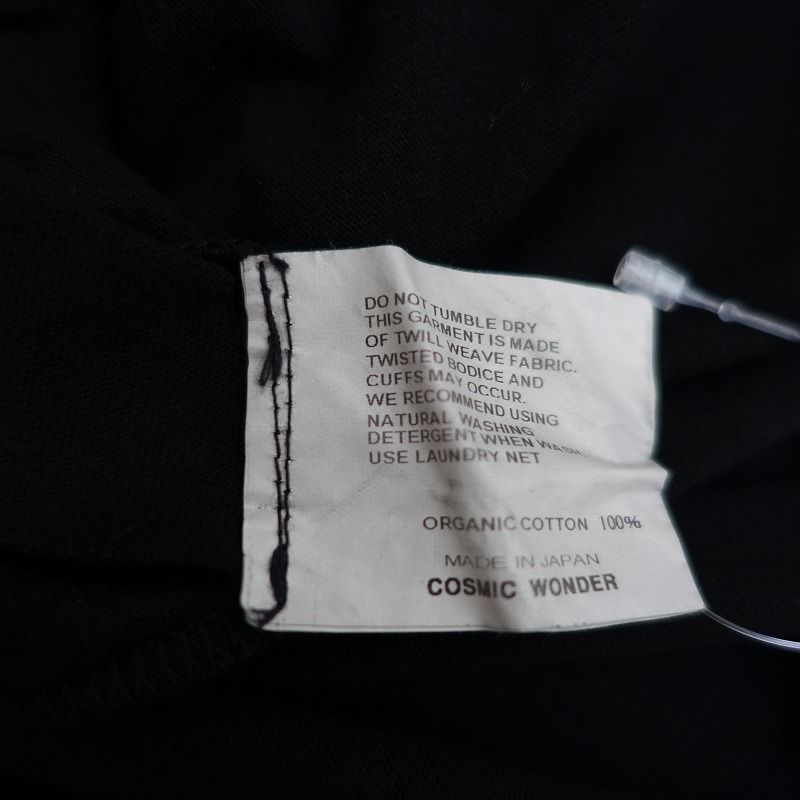 DO NOT TUMBLE DRY
THIS GARMENT IS MADE
OF TWILL WEAVE FABRIC.
TWISTED BODICE AND
CUFFS MAY OCCUR.
WE RECOMMEND USING
NATURAL WASHING
DETERGENT WHEN WASH
USE LAUNDRY NET
ORGANIC COTTON 100%
MADE IN JAPAN
COSMIC WONDER